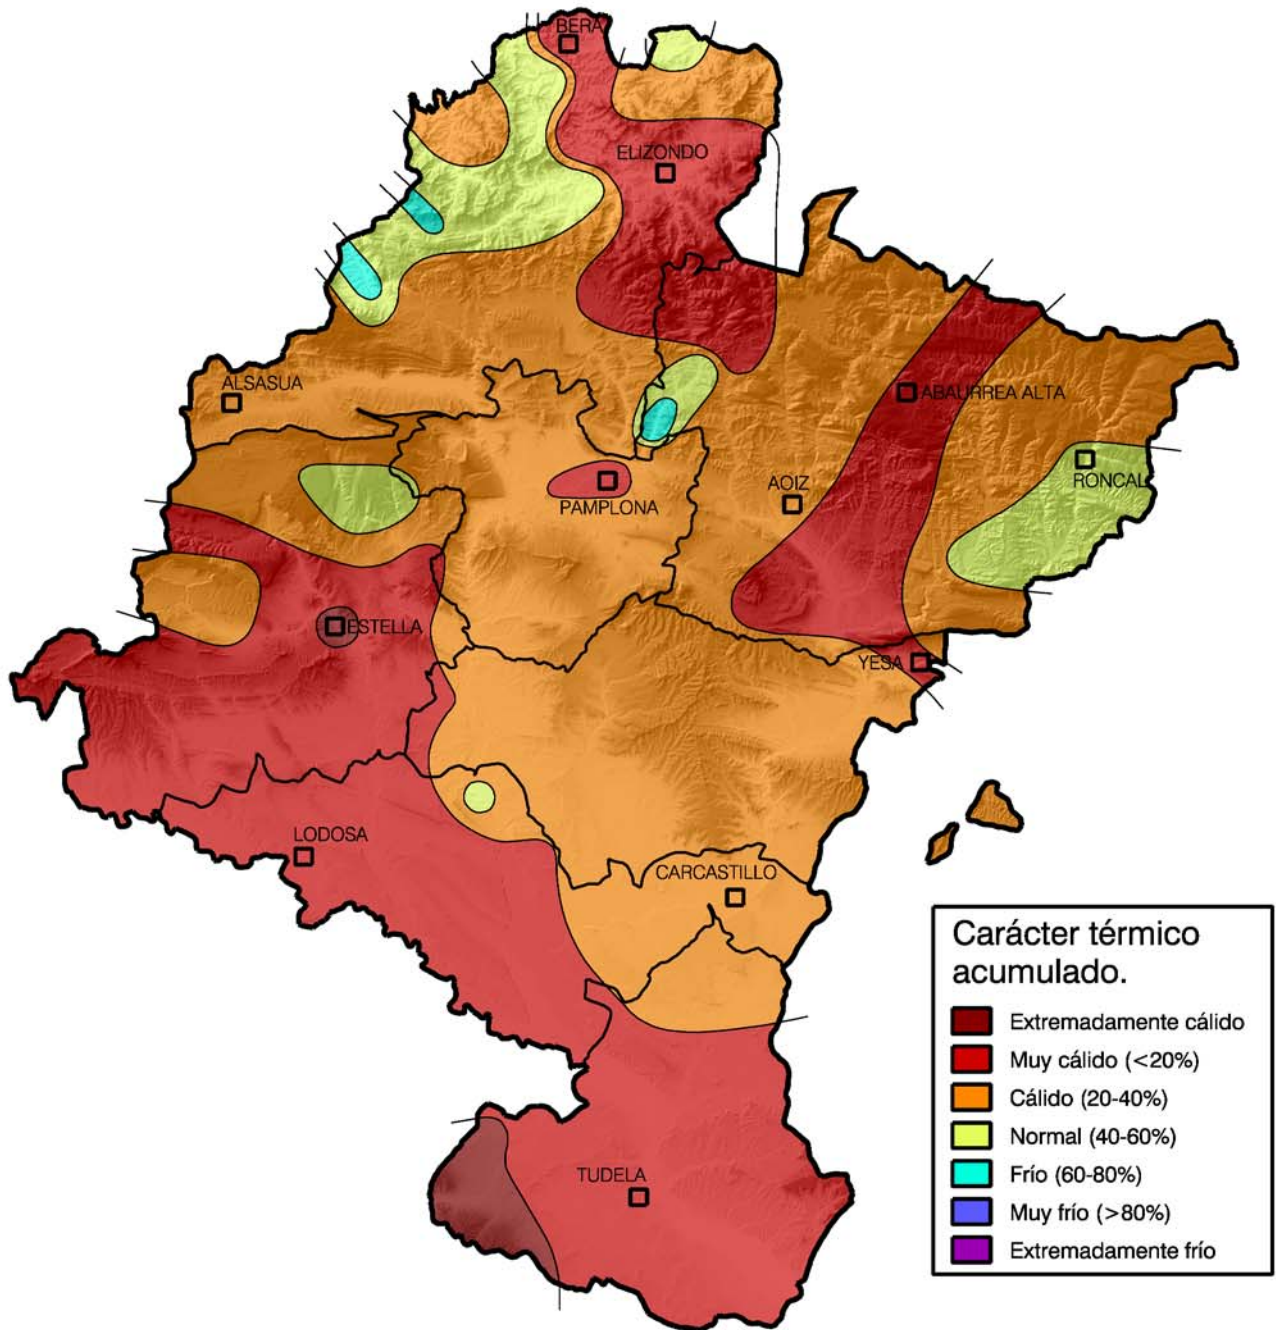 BERA
ELIZONDO
ALSASUA
ABAURREA ALTA
RONCAL
AOIZ
PAMPLONA
ESTELLA
YESA
LODOSA
CARCASTILLO
TUDELA
Carácter térmico
acumulado.
Extremadamente cálido
Muy cálido (<20%)
Cálido (20-40%)
Normal (40-60%)
Frío (60-80%)
Muy frío (>80%)
Extremadamente frío